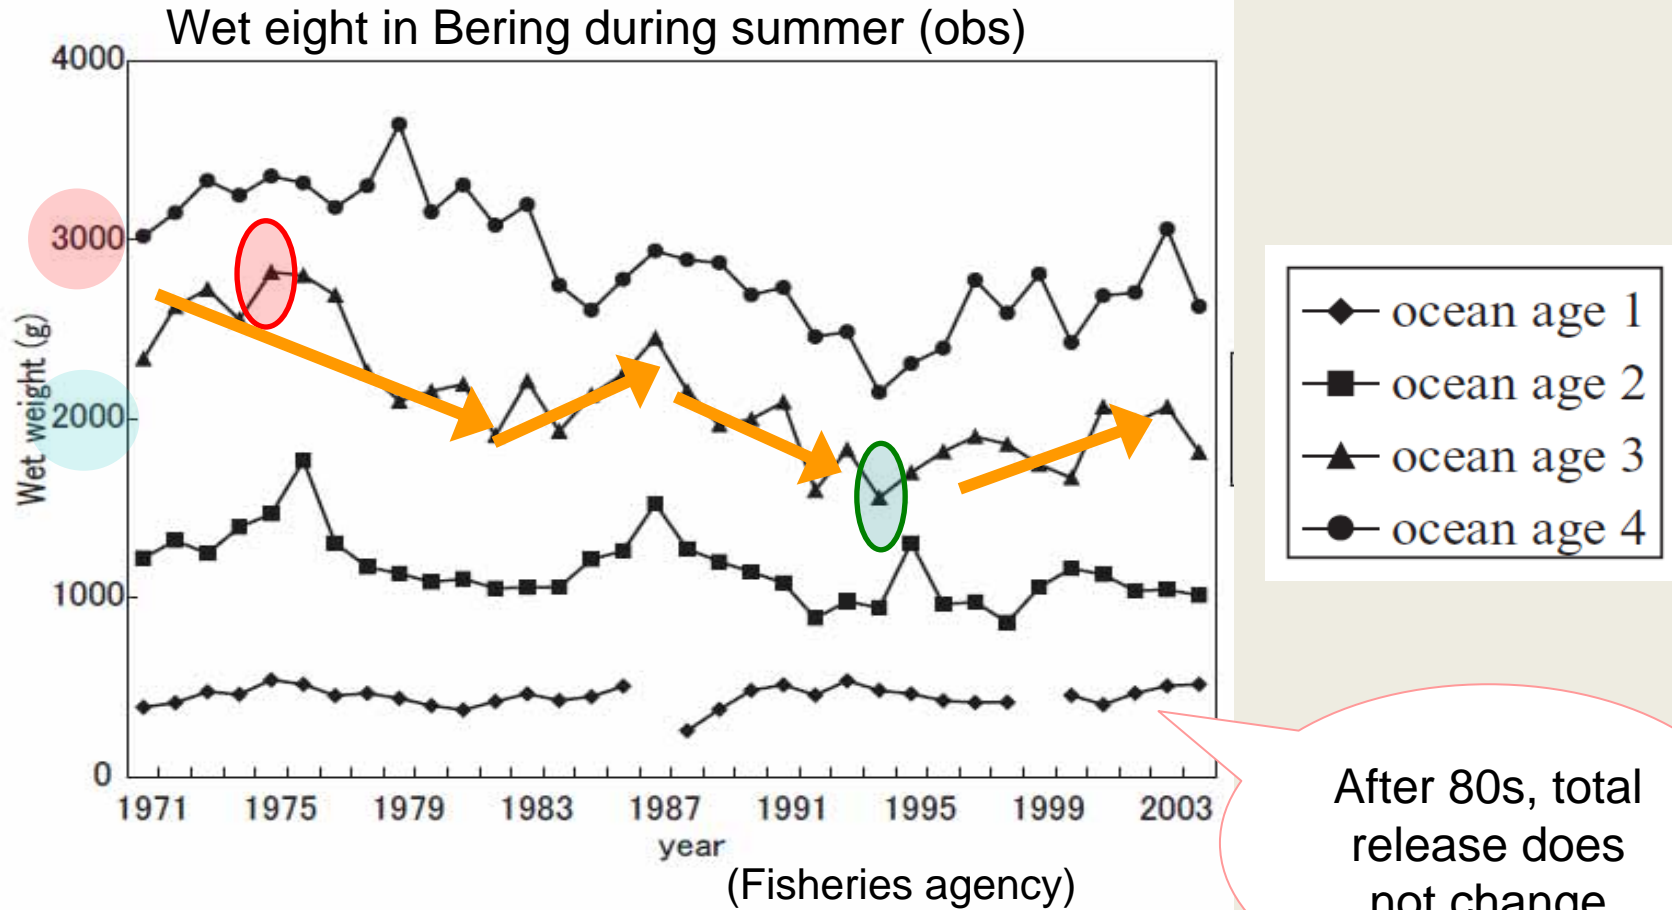 Wet eight in Bering during summer (obs)
4000
3000
2000
1000
0
Wet weight (g)
1971 1975 1979 1983 1987 1991 1995 1999 2003
year
(Fisheries agency)
ocean age 1
ocean age 2
ocean age 3
ocean age 4
After 80s, total
release does
not change